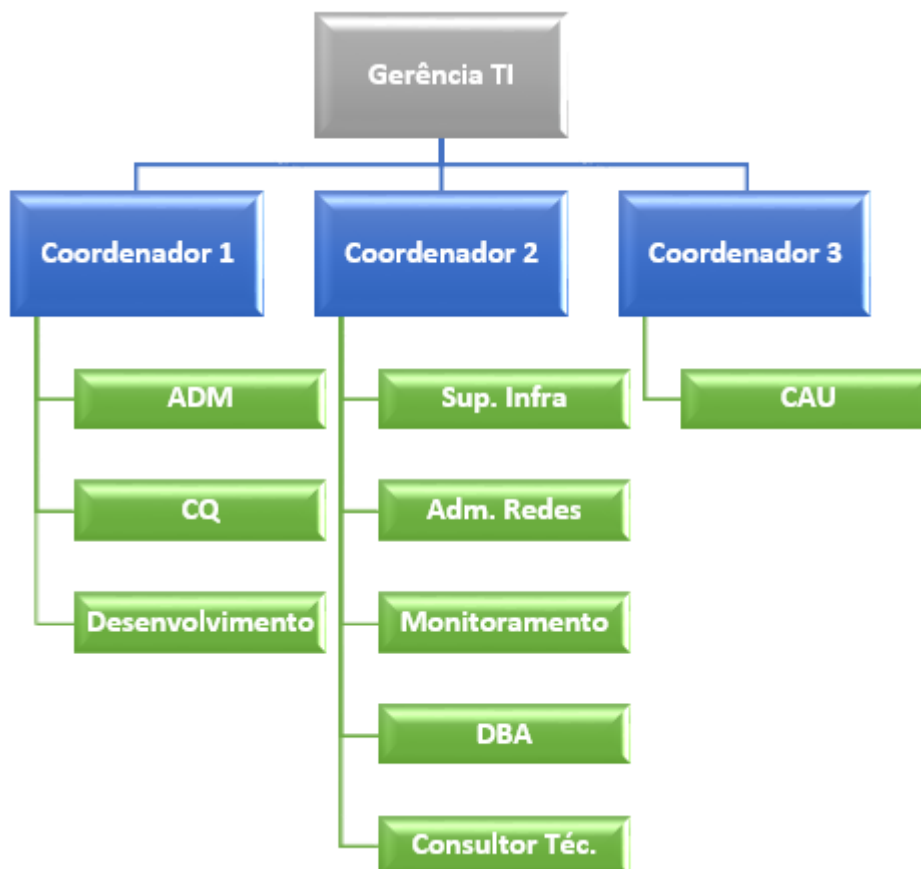 Gerência TI
Coordenador 1
Coordenador 2
Coordenador 3
ADM
Sup. Infra
CAU
CQ
Adm. Redes
Desenvolvimento
Monitoramento
DBA
Consultor Téc.